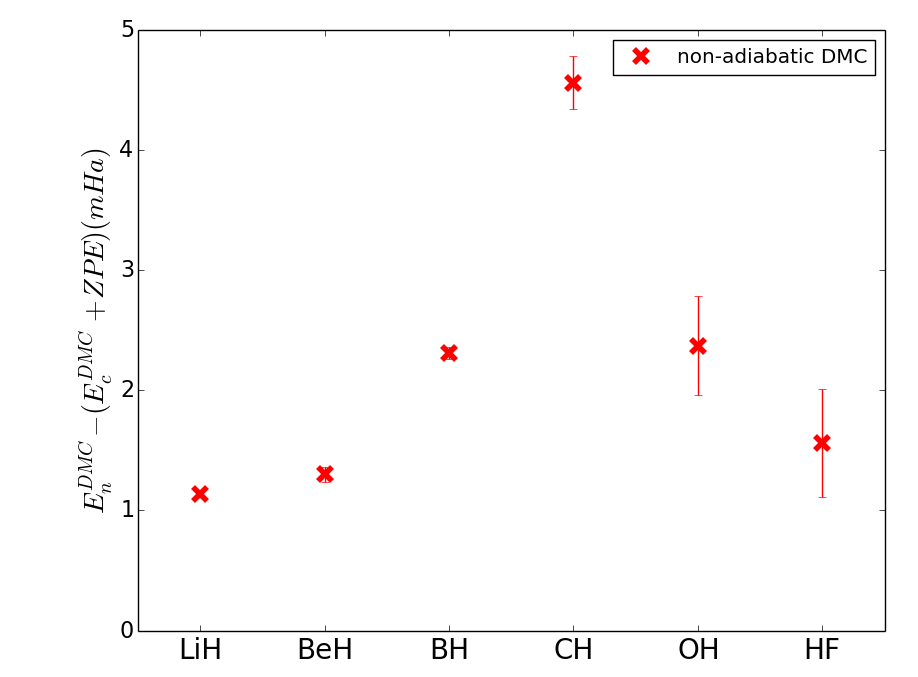 non-adiabatic DMC
E_n^{DMC} - (E_c^{DMC} + ZPE)(mHa)
5
4
3
2
1
0
LiH BeH BH CH OH HF